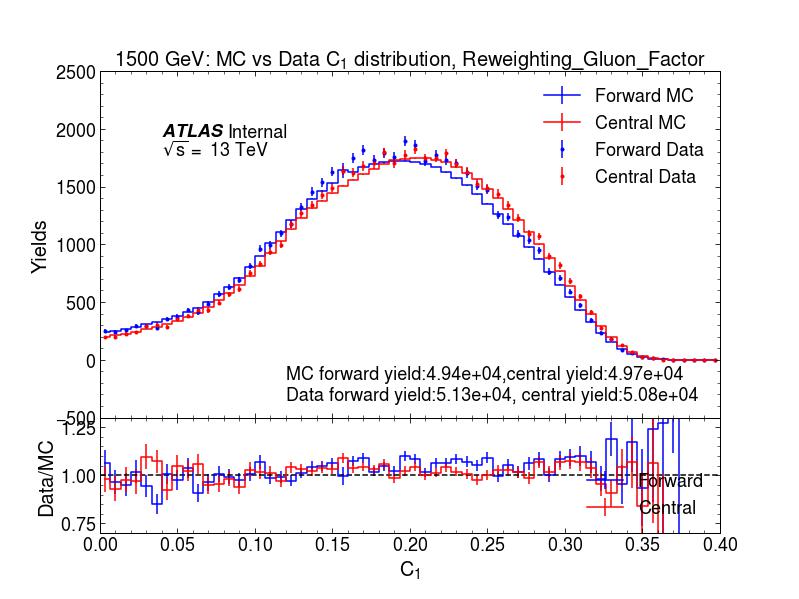 1500 GeV: MC vs Data C₁ distribution, Reweighting_Gluon_Factor
2500
2000
1500
1000
500
0
−500
Yields
ATLAS Internal
√s = 13 TeV
Forward MC
Central MC
Forward Data
Central Data
MC forward yield:4.94e+04,central yield:4.97e+04
Data forward yield:5.13e+04, central yield:5.08e+04
1.25
1.00
0.75
Data/MC
Forward
Central
0.00 0.05 0.10 0.15 0.20 0.25 0.30 0.35 0.40
C₁